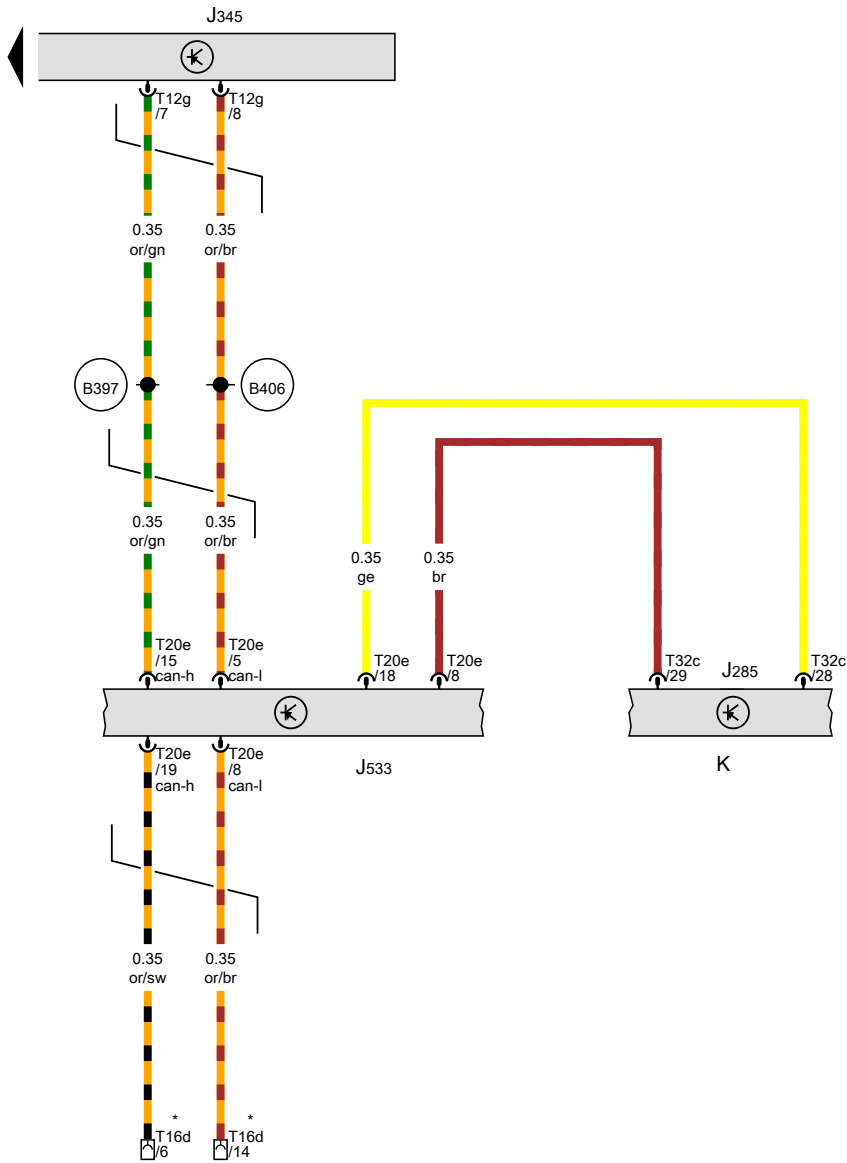 J345
T12g
/7
T12g
/8
0.35
or/gn
0.35
or/br
B397
B406
0.35
or/gn
0.35
or/br
0.35
ge
0.35
br
T20e
/15
can-h
T20e
/5
can-l
T20e
/18
T20e
/8
T32c
/29
J285
T32c
/28
T20e
/19
can-h
T20e
/8
can-l
J533
K
0.35
or/sw
0.35
or/br
*
T16d
/6
*
T16d
/14